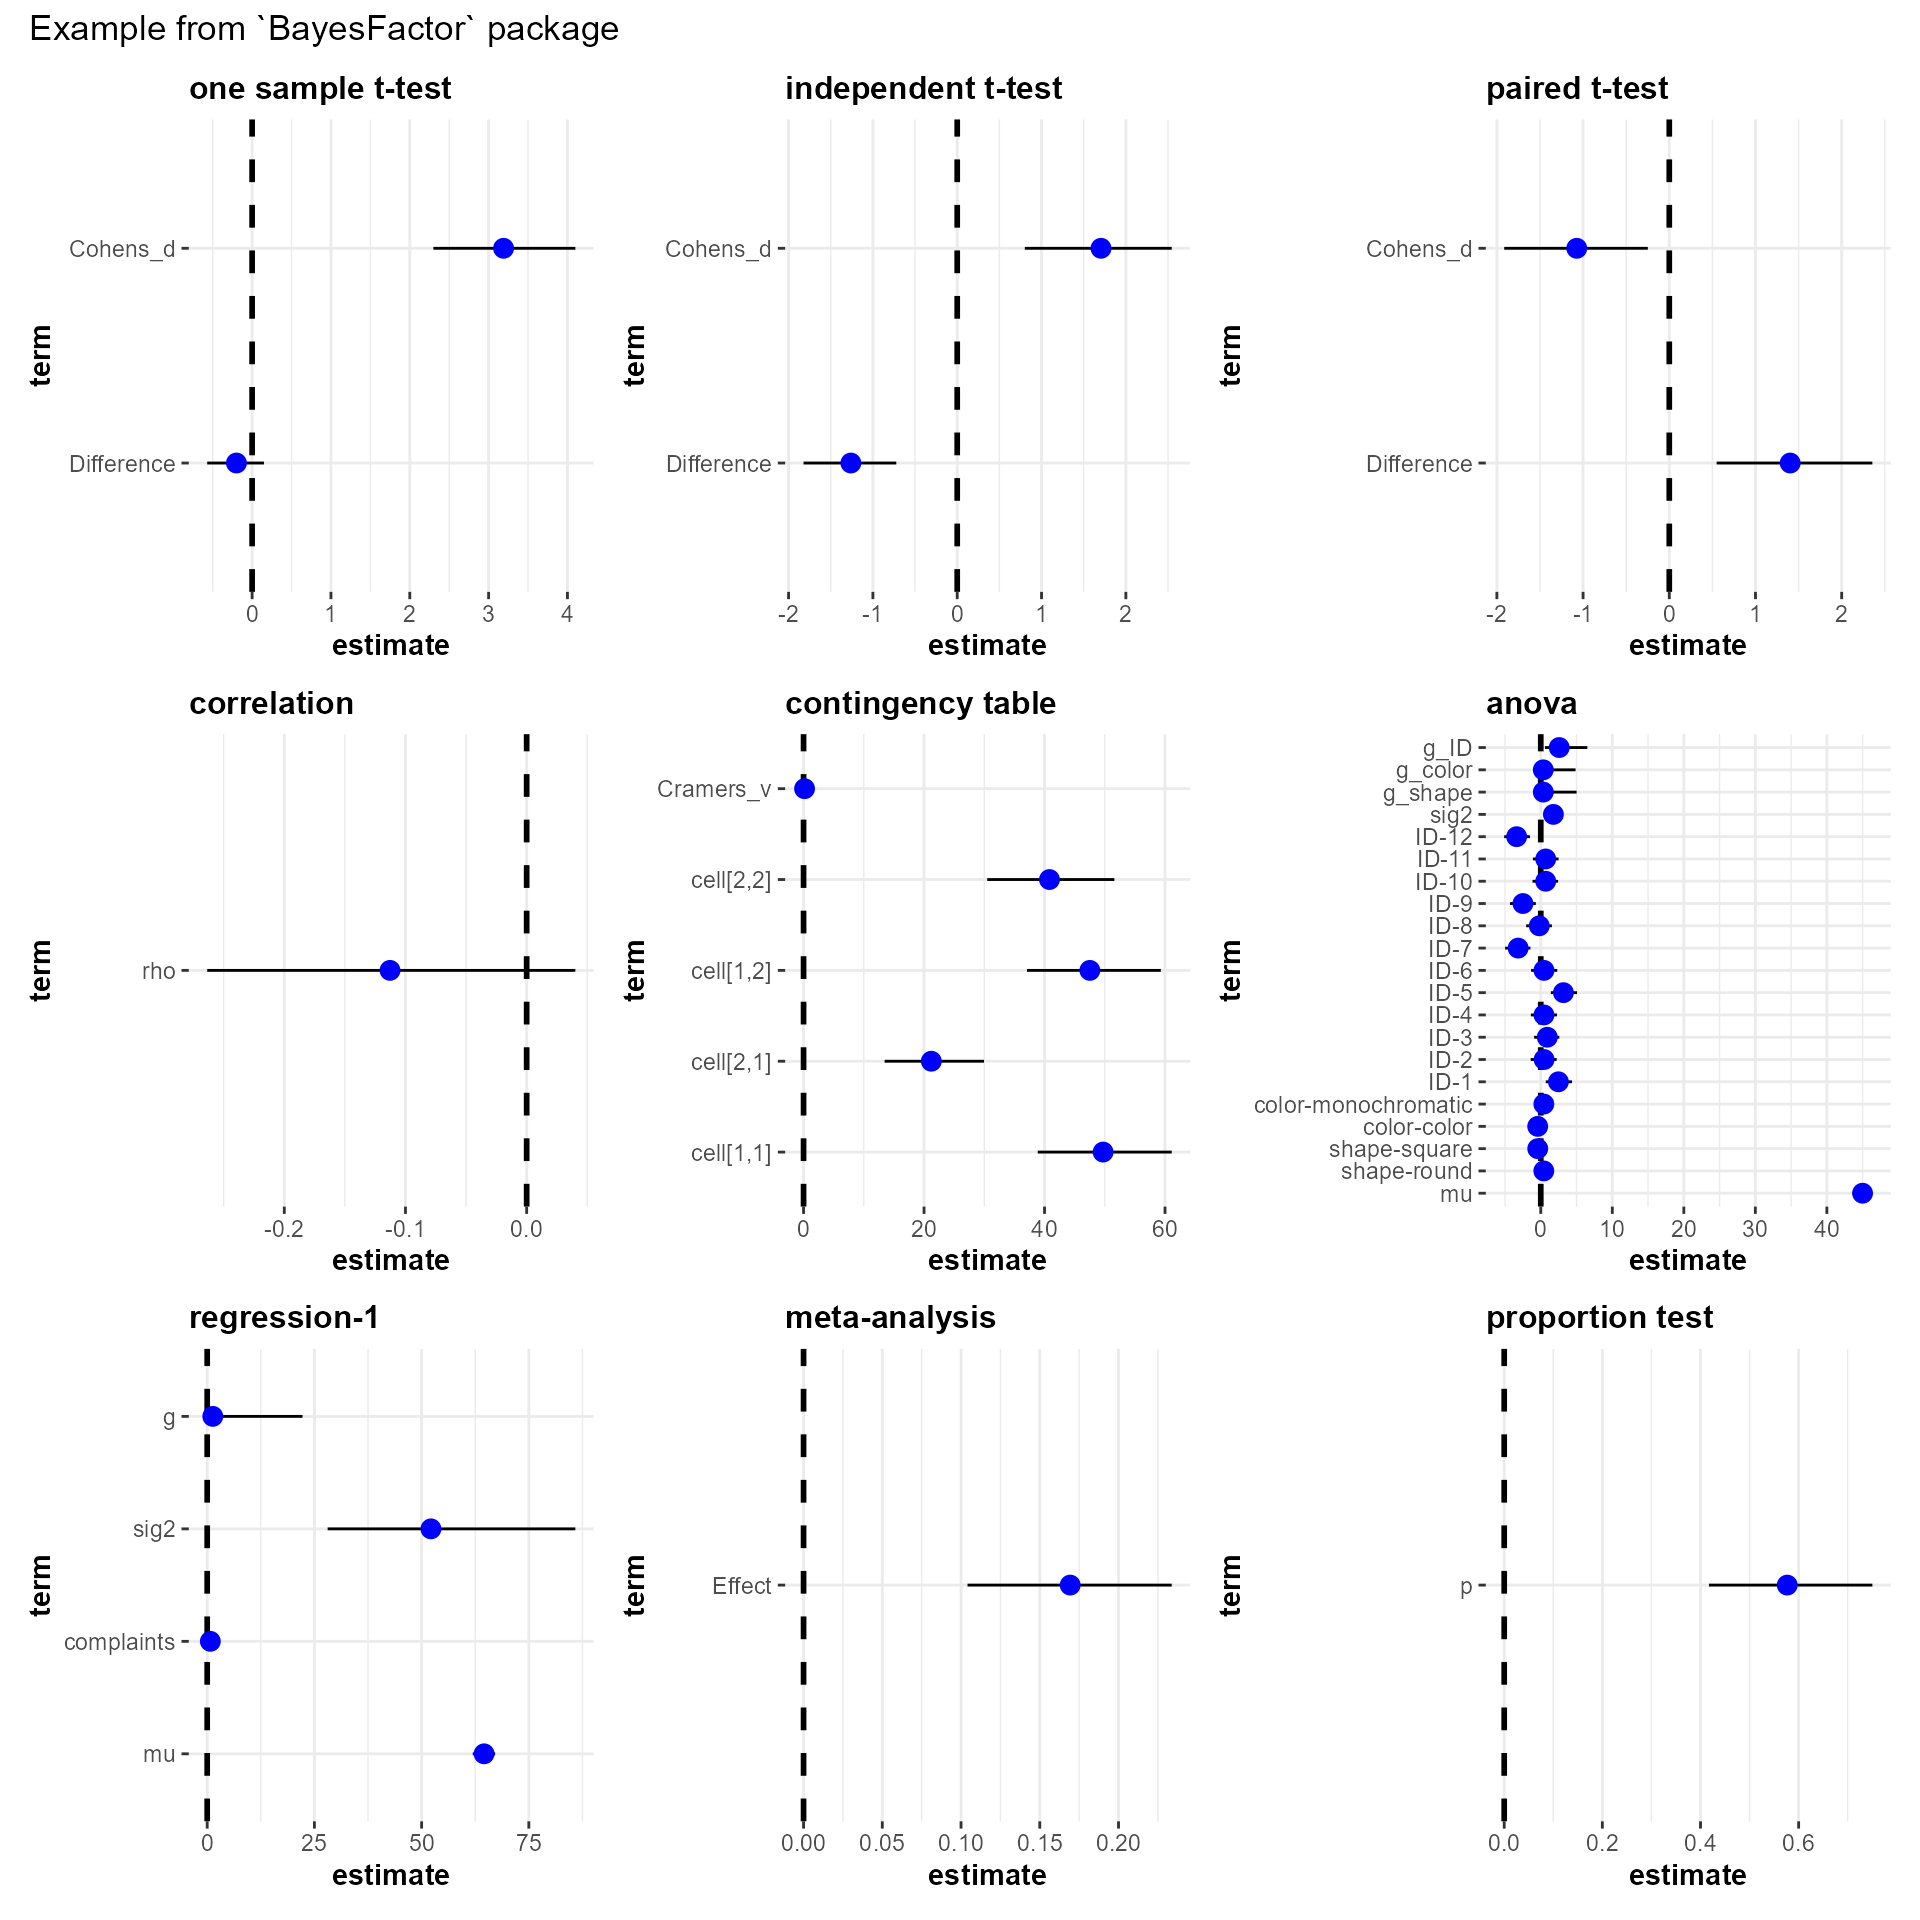 Example from `BayesFactor` package
one sample t-test
term
Cohens_d
Difference
0 1 2 3 4
estimate
independent t-test
term
Cohens_d
Difference
-2 -1 0 1 2
estimate
paired t-test
term
Cohens_d
Difference
-2 -1 0 1 2
estimate
correlation
term
rho
-0.2 -0.1 0.0
estimate
contingency table
term
Cramers_v
cell[2,2]
cell[1,2]
cell[2,1]
cell[1,1]
0 20 40 60
estimate
anova
term
g_ID
g_color
g_shape
sig2
ID-12
ID-11
ID-10
ID-9
ID-8
ID-7
ID-6
ID-5
ID-4
ID-3
ID-2
ID-1
color-monochromatic
color-color
shape-square
shape-round
mu
0 10 20 30 40
estimate
regression-1
term
g
sig2
complaints
mu
0 25 50 75
estimate
meta-analysis
term
Effect
0.00 0.05 0.10 0.15 0.20
estimate
proportion test
term
p
0.0 0.2 0.4 0.6
estimate